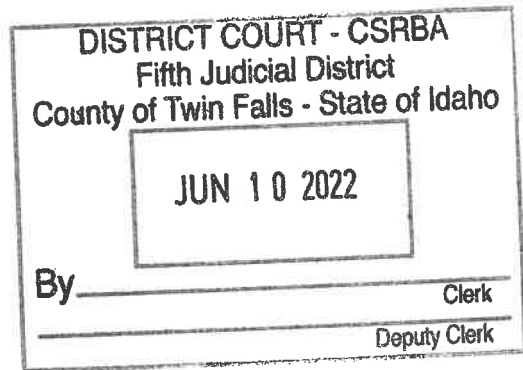 DISTRICT COURT - CSRBA
Fifth Judicial District
County of Twin Falls - State of Idaho
JUN 10 2022
By
Clerk
Deputy Clerk